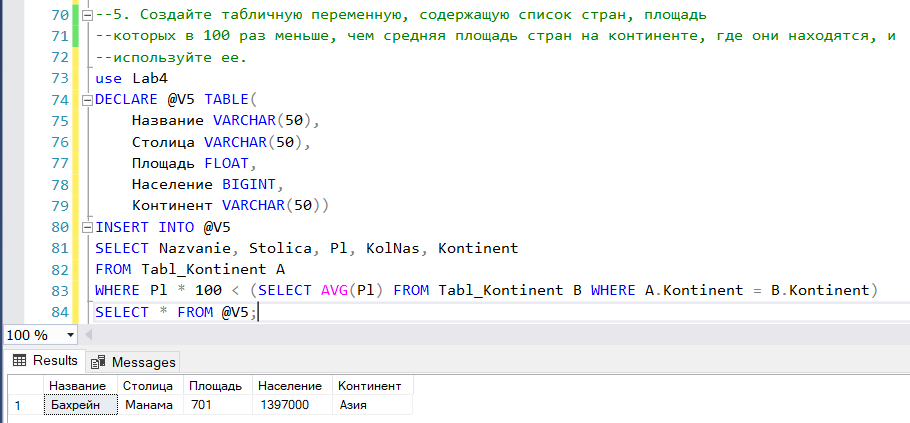 70 --5. Создайте табличную переменную, содержащую список стран, площадь
71 --которых в 100 раз меньше, чем средняя площадь стран на континенте, где они находятся, и
72 --используйте ее.
73 use Lab4
74 DECLARE @V5 TABLE(
75 Название VARCHAR(50),
76 Столица VARCHAR(50),
77 Площадь FLOAT,
78 Население BIGINT,
79 Континент VARCHAR(50))
80 INSERT INTO @V5
81 SELECT Nazvanie, Stolica, Pl, KolNas, Kontinent
82 FROM Tabl_Kontinent A
83 WHERE Pl * 100 < (SELECT AVG(Pl) FROM Tabl_Kontinent B WHERE A.Kontinent = B.Kontinent)
84 SELECT * FROM @V5;
100 %
Results Messages
Название Столица Площадь Население Континент
1 Бахрейн Манама 701 1397000 Азия